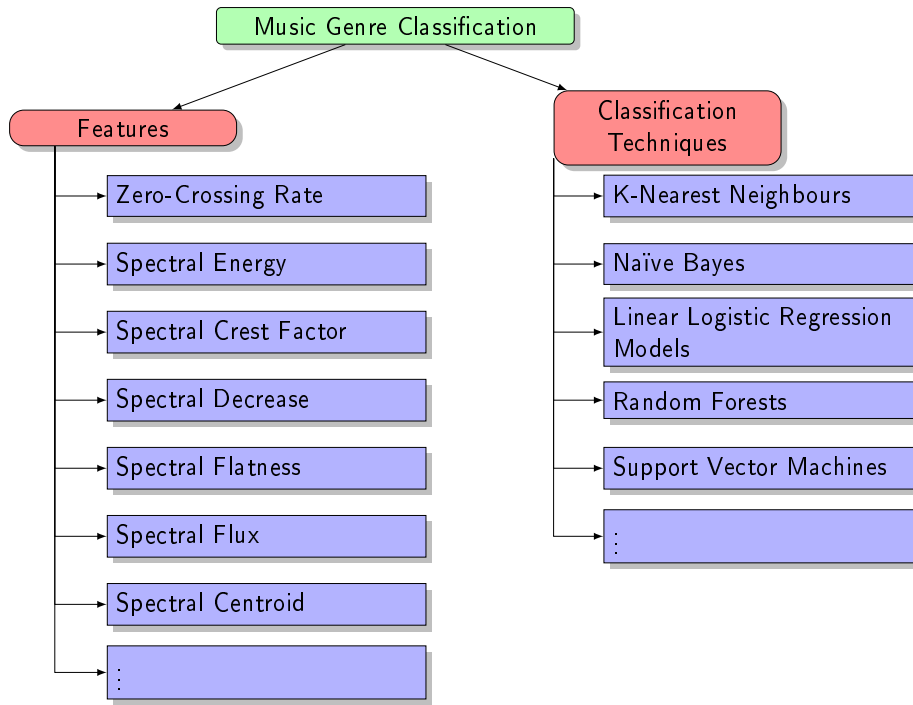 Music Genre Classification
Features
Zero-Crossing Rate
Spectral Energy
Spectral Crest Factor
Spectral Decrease
Spectral Flatness
Spectral Flux
Spectral Centroid
⋮
Classification
Techniques
K-Nearest Neighbours
Naïve Bayes
Linear Logistic Regression
Models
Random Forests
Support Vector Machines
⋮